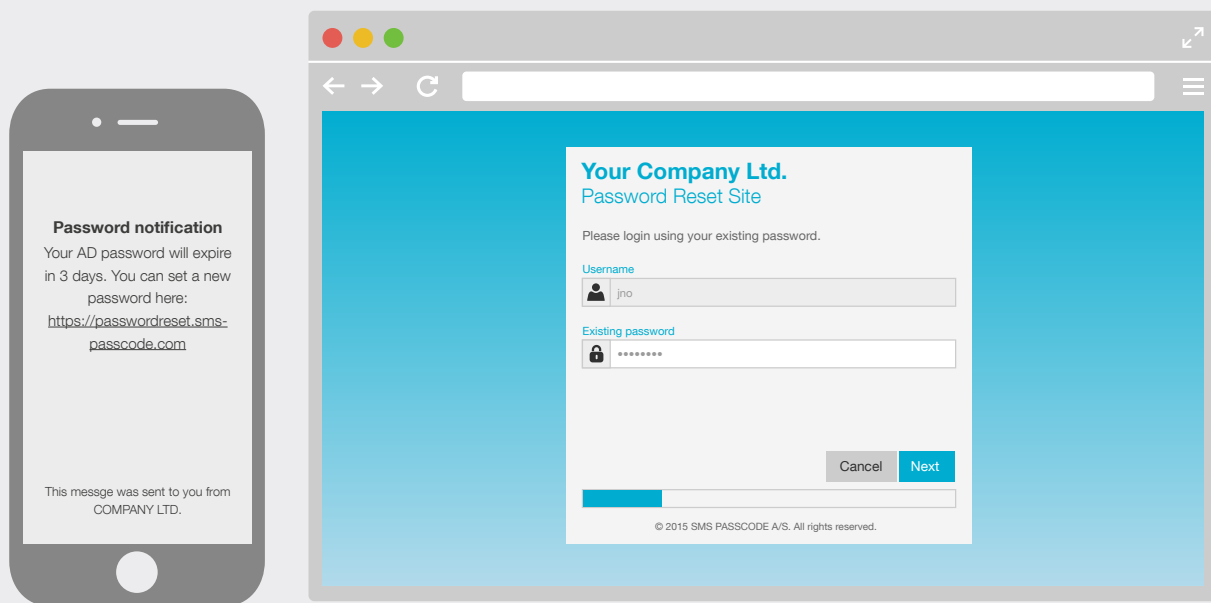 Password notification
Your AD password will expire
in 3 days. You can set a new
password here:
https://passwordreset.sms-
passcode.com
This messge was sent to you from
COMPANY LTD.
Your Company Ltd.
Password Reset Site
Please login using your existing password.
Username
jno
Existing password
••••••••
Cancel
Next
© 2015 SMS PASSCODE A/S. All rights reserved.